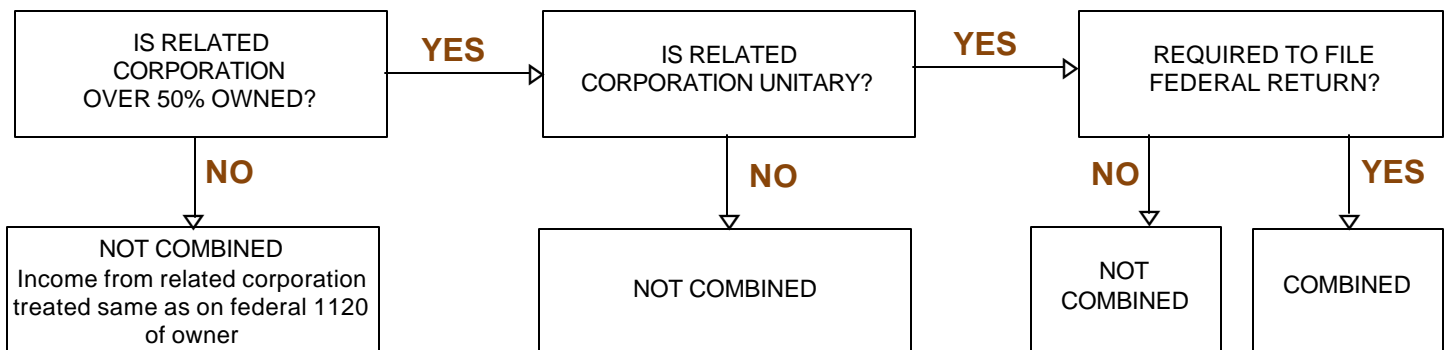 IS RELATED
CORPORATION
OVER 50% OWNED?
YES
IS RELATED
CORPORATION UNITARY?
YES
REQUIRED TO FILE
FEDERAL RETURN?
NO
NO
NO
YES
NOT COMBINED
Income from related corporation
treated same as on federal 1120
of owner
NOT COMBINED
NOT
COMBINED
COMBINED